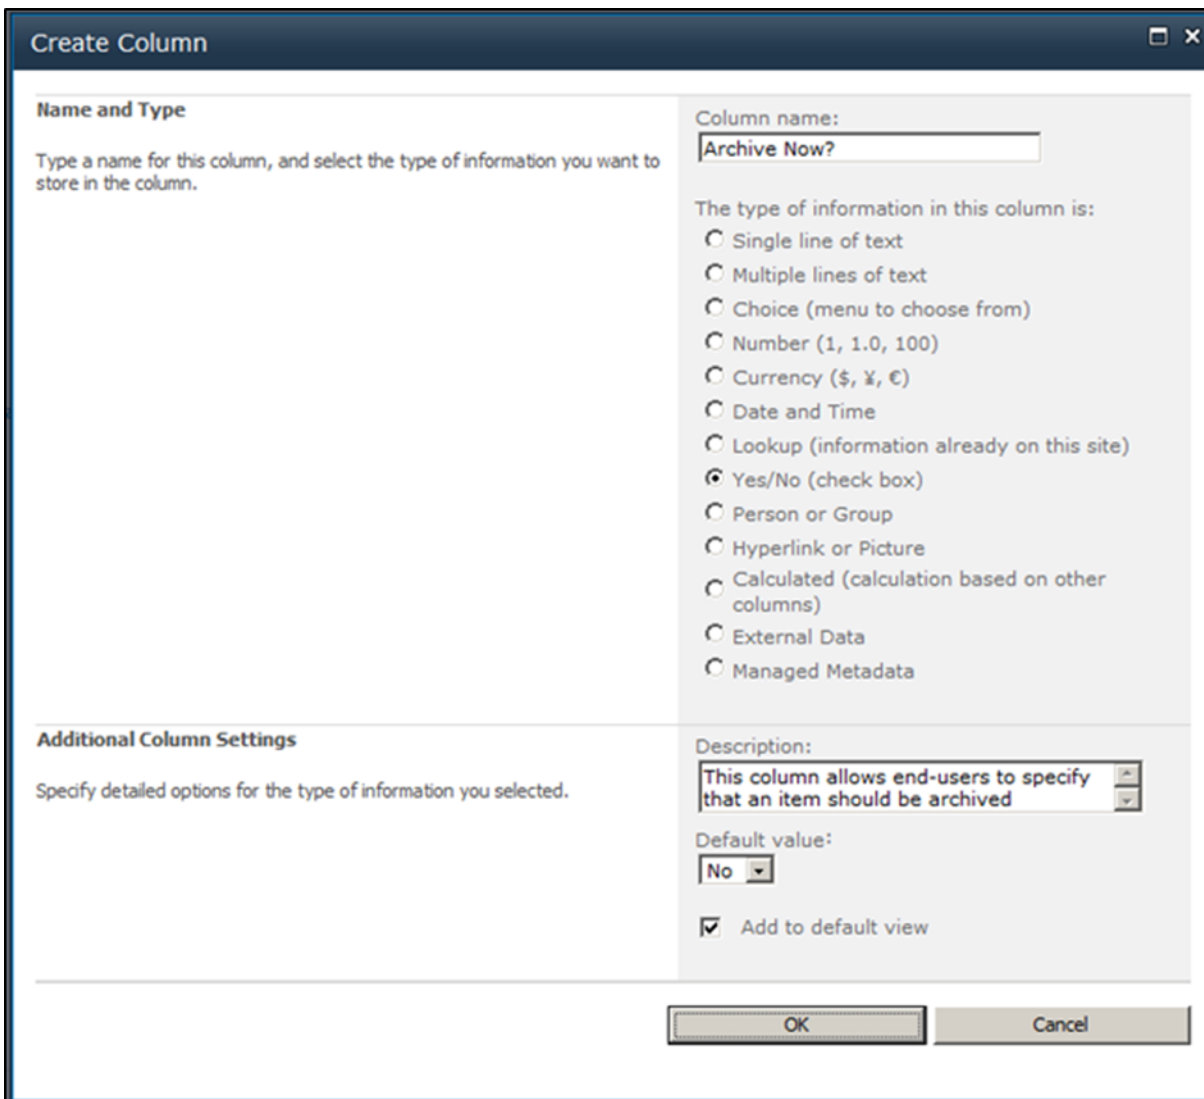 Create Column
Name and Type
Type a name for this column, and select the type of information you want to
store in the column.
Column name:
Archive Now?
The type of information in this column is:
Single line of text
Multiple lines of text
Choice (menu to choose from)
Number (1, 1.0, 100)
Currency ($, ¥, €)
Date and Time
Lookup (information already on this site)
Yes/No (check box)
Person or Group
Hyperlink or Picture
Calculated (calculation based on other
columns)
External Data
Managed Metadata
Additional Column Settings
Specify detailed options for the type of information you selected.
Description:
This column allows end-users to specify
that an item should be archived
Default value:
No
Add to default view
OK
Cancel